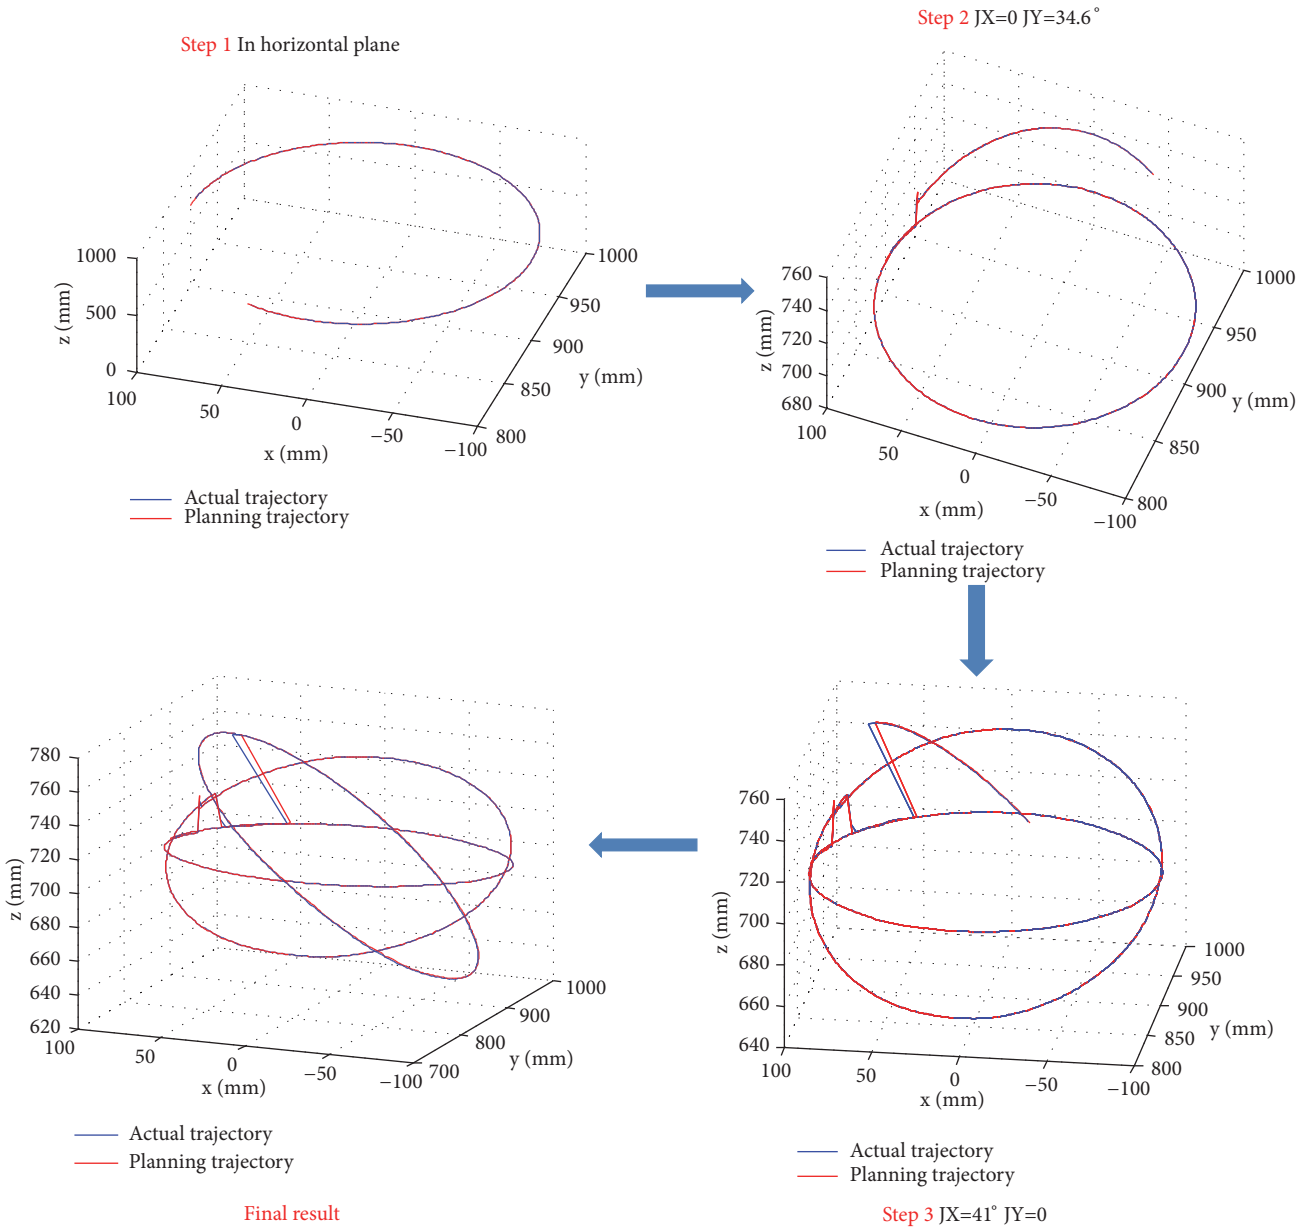 Step 1 In horizontal plane
1000
500
0
z (mm)
100
50
0
−50
−100
x (mm)
800
850
900
950
1000
y (mm)
Actual trajectory
Planning trajectory
Step 2 JX=0 JY=34.6°
760
740
720
700
680
z (mm)
100
50
0
−50
−100
x (mm)
800
850
900
950
1000
y (mm)
Actual trajectory
Planning trajectory
780
760
740
720
700
680
660
640
620
z (mm)
100
50
0
−50
−100
x (mm)
700
800
900
1000
y (mm)
Actual trajectory
Planning trajectory
Final result
760
740
720
700
680
660
640
z (mm)
100
50
0
−50
−100
x (mm)
800
850
900
950
1000
y (mm)
Actual trajectory
Planning trajectory
Step 3 JX=41° JY=0